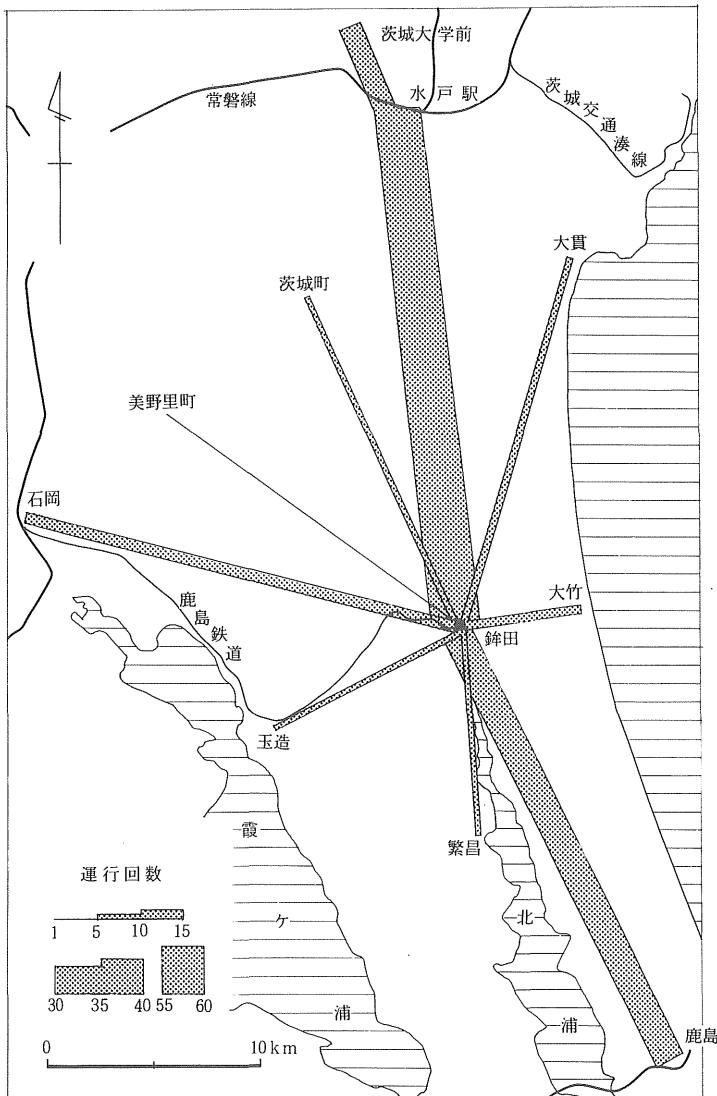 茨城大学前
水戸駅
常磐線
茨城交通湊線
大貫
茨城町
美野里町
石岡
大竹
鹿島鉄道
鉾田
玉造
繁昌
霞ヶ浦
北浦
鹿島
運行回数
1 5 10 15
30 35 40 55 60
0 10km